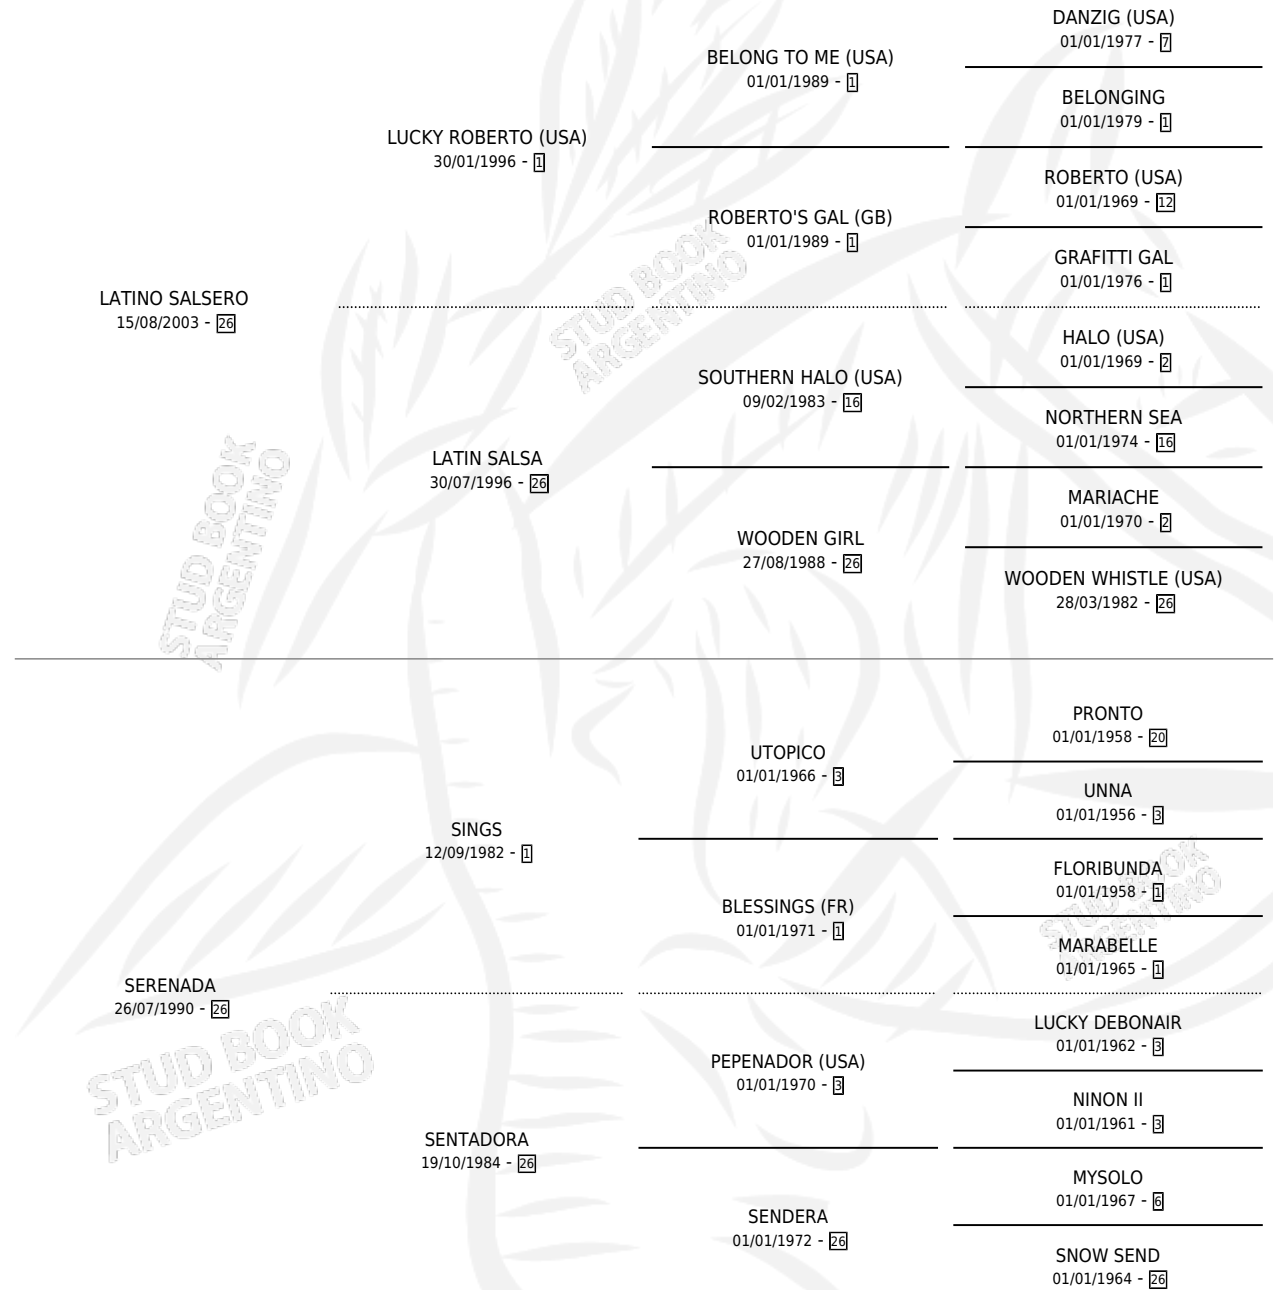 DANZIG (USA)
01/01/1977 - 7
BELONG TO ME (USA)
01/01/1989 - 1
BELONGING
01/01/1979 - 1
LUCKY ROBERTO (USA)
30/01/1996 - 1
ROBERTO (USA)
01/01/1969 - 12
ROBERTO'S GAL (GB)
01/01/1989 - 1
GRAFITTI GAL
01/01/1976 - 1
LATINO SALSERO
15/08/2003 - 26
HALO (USA)
01/01/1969 - 2
SOUTHERN HALO (USA)
09/02/1983 - 16
NORTHERN SEA
01/01/1974 - 16
LATIN SALSA
30/07/1996 - 26
MARIACHE
01/01/1970 - 2
WOODEN GIRL
27/08/1988 - 26
WOODEN WHISTLE (USA)
28/03/1982 - 26
PRONTO
01/01/1958 - 20
UTOPICO
01/01/1966 - 3
UNNA
01/01/1956 - 3
SINGS
12/09/1982 - 1
FLORIBUNDA
01/01/1958 - 1
BLESSINGS (FR)
01/01/1971 - 1
MARABELLE
01/01/1965 - 1
SERENADA
26/07/1990 - 26
LUCKY DEBONAIR
01/01/1962 - 3
PEPENADOR (USA)
01/01/1970 - 3
NINON II
01/01/1961 - 3
SENTADORA
19/10/1984 - 26
MYSOLO
01/01/1967 - 6
SENDERA
01/01/1972 - 26
SNOW SEND
01/01/1964 - 26
STUD BOOK
ARGENTINO
STUD BOOK
ARGENTINO
STUD BOOK
ARGENTINO
STUD BOOK
ARGENTINO